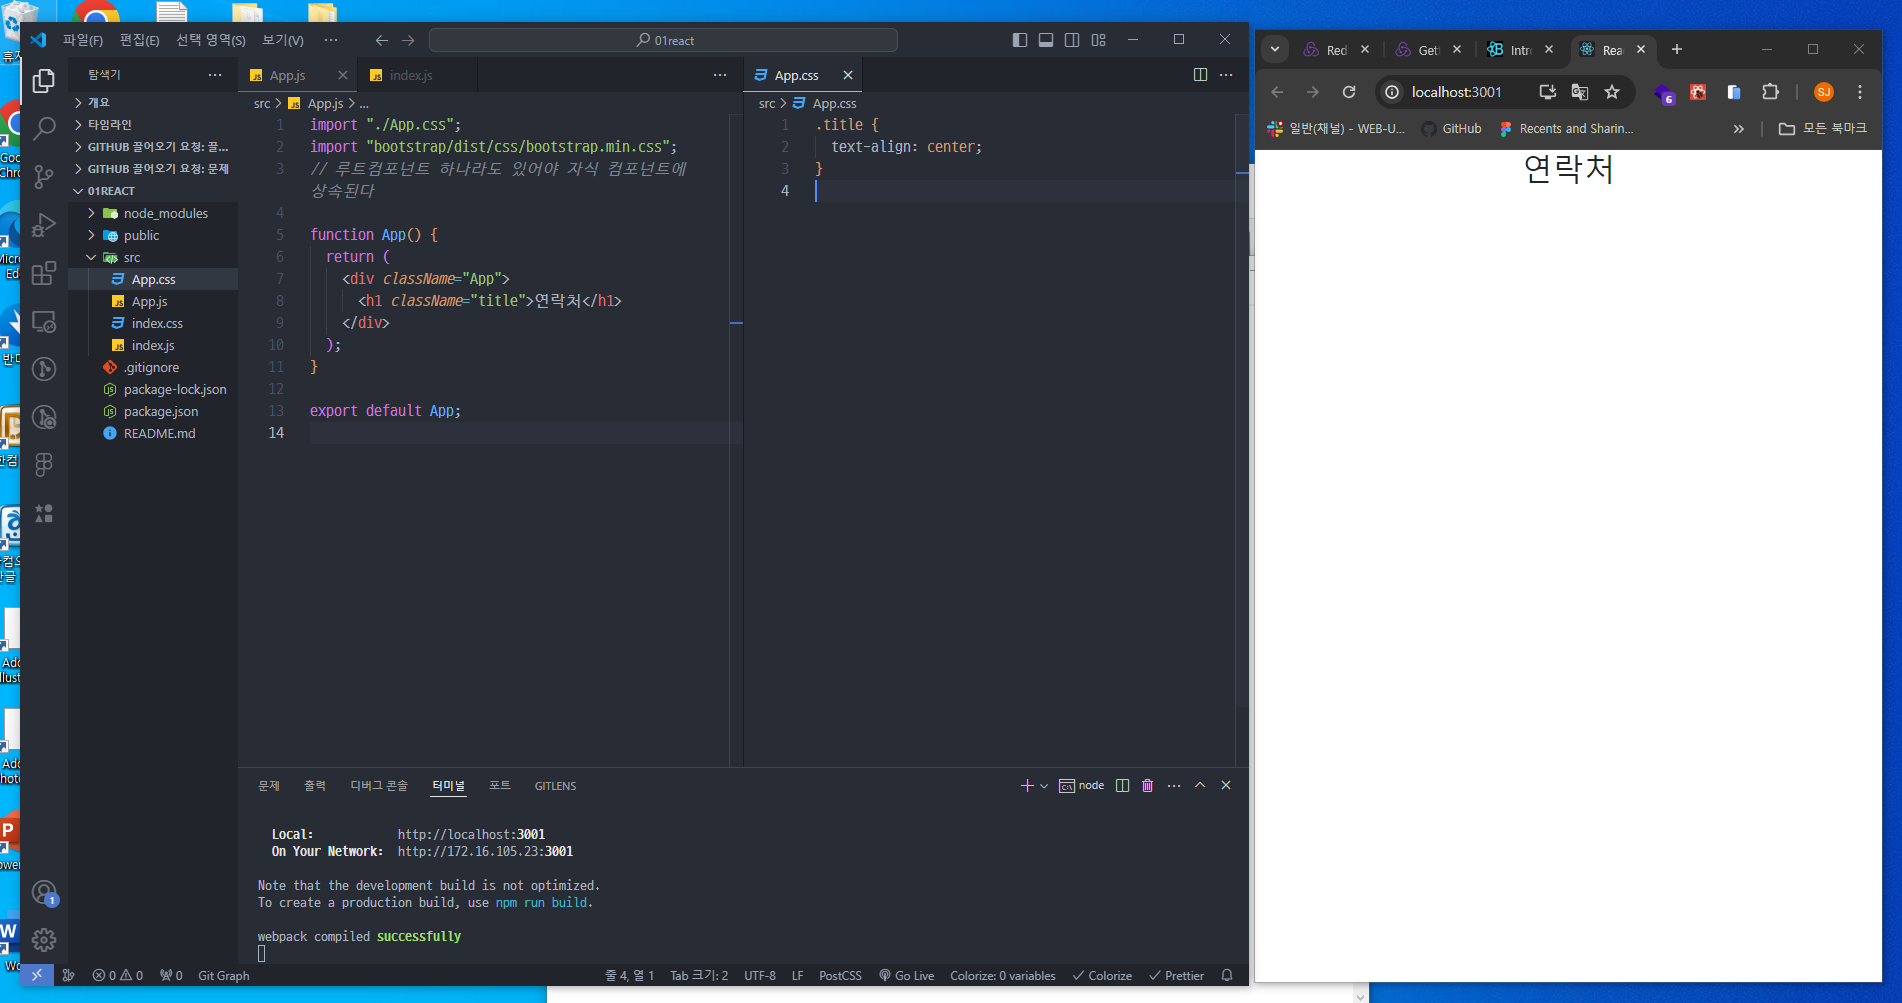 파일(F) 편집(E) 선택 영역(S) 보기(V) ··· 01react
탐색기
개요
타임라인
GITHUB 끌어오기 요청: 끌...
GITHUB 끌어오기 요청: 문제
01REACT
node_modules
public
src
App.css
App.js
index.css
index.js
.gitignore
package-lock.json
package.json
README.md
App.js index.js
src > App.js > ...
1 import "./App.css";
2 import "bootstrap/dist/css/bootstrap.min.css";
3 // 루트컴포넌트 하나라도 있어야 자식 컴포넌트에
상속된다
4
5 function App() {
6 return (
7 <div className="App">
8 <h1 className="title">연락처</h1>
9 </div>
10 );
11 }
12
13 export default App;
14
App.css
src > App.css
1 .title {
2 text-align: center;
3 }
4
문제 출력 디버그 콘솔 터미널 포트 GITLENS node
Local: http://localhost:3001
On Your Network: http://172.16.105.23:3001
Note that the development build is not optimized.
To create a production build, use npm run build.
webpack compiled successfully
1
0 0 0 Git Graph 줄 4, 열 1 Tab 크기: 2 UTF-8 LF PostCSS Go Live Colorize: 0 variables Colorize Prettier
Red Get Intr Rea
localhost:3001 6 SJ
일반(채널) - WEB-U... GitHub Recents and Sharin... 모든 북마크
연락처